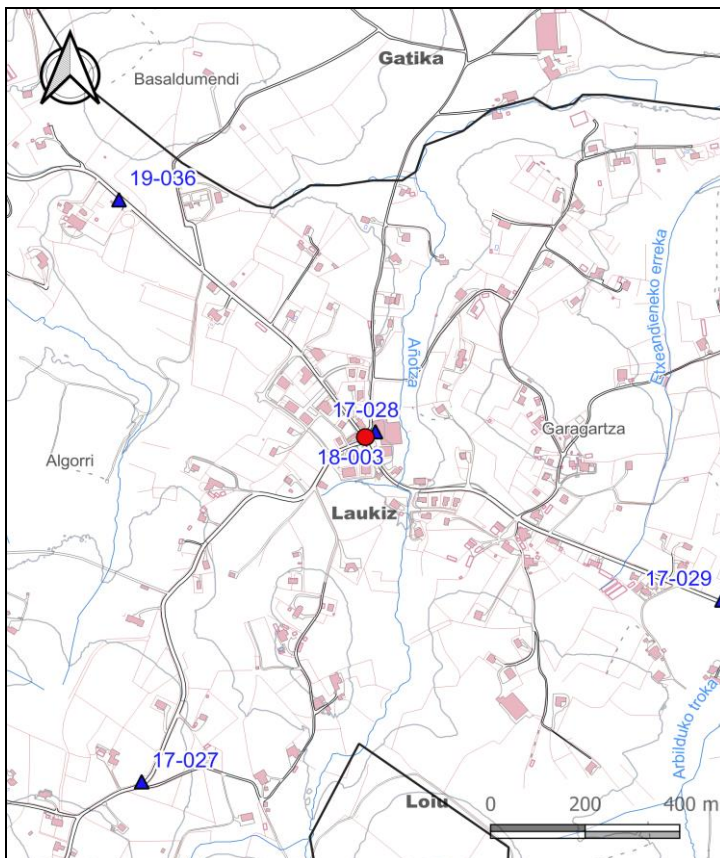 Gatika
Basaldumendi
19-036
Etxeandieneko erreka
Añotza
17-028
Garagartza
18-003
Algorri
Laukiz
17-029
Arbilduko troka
17-027
Loiu
0 200 400 m